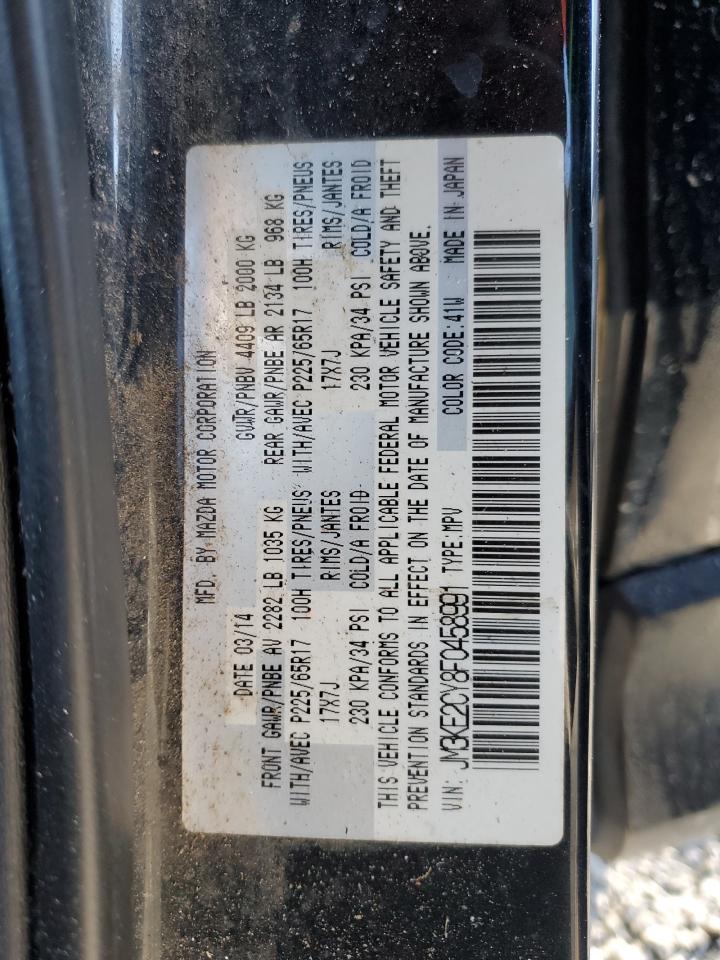 MFD. BY MAZDA MOTOR CORPORATION
DATE 03/14 GVWR/PNBV 4409 LB 2000 KG
FRONT GAWR/PNBE AV 2282 LB 1035 KG REAR GAWR/PNBE AR 2134 LB 968 KG
WITH/AVEC P225/65R17 100H TIRES/PNEUS WITH/AVEC P225/65R17 100H TIRES/PNEUS
17X7J RIMS/JANTES 17X7J RIMS/JANTES
230 KPA/34 PSI COLD/A FROID 230 KPA/34 PSI COLD/A FROID
THIS VEHICLE CONFORMS TO ALL APPLICABLE FEDERAL MOTOR VEHICLE SAFETY AND THEFT
PREVENTION STANDARDS IN EFFECT ON THE DATE OF MANUFACTURE SHOWN ABOVE.
VIN: JM3KE2CY8F0458991 TYPE:MPV COLOR CODE:41W MADE IN JAPAN